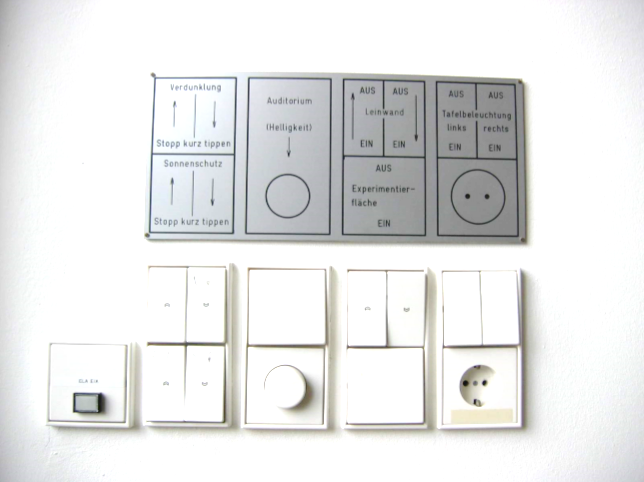 Verdunklung
Stopp kurz tippen
Sonnenschutz
Stopp kurz tippen
Auditorium
(Helligkeit)
AUS AUS
Leinwand
EIN EIN
AUS
Experimentier-
fläche
EIN
AUS AUS
Tafelbeleuchtung
links rechts
EIN EIN